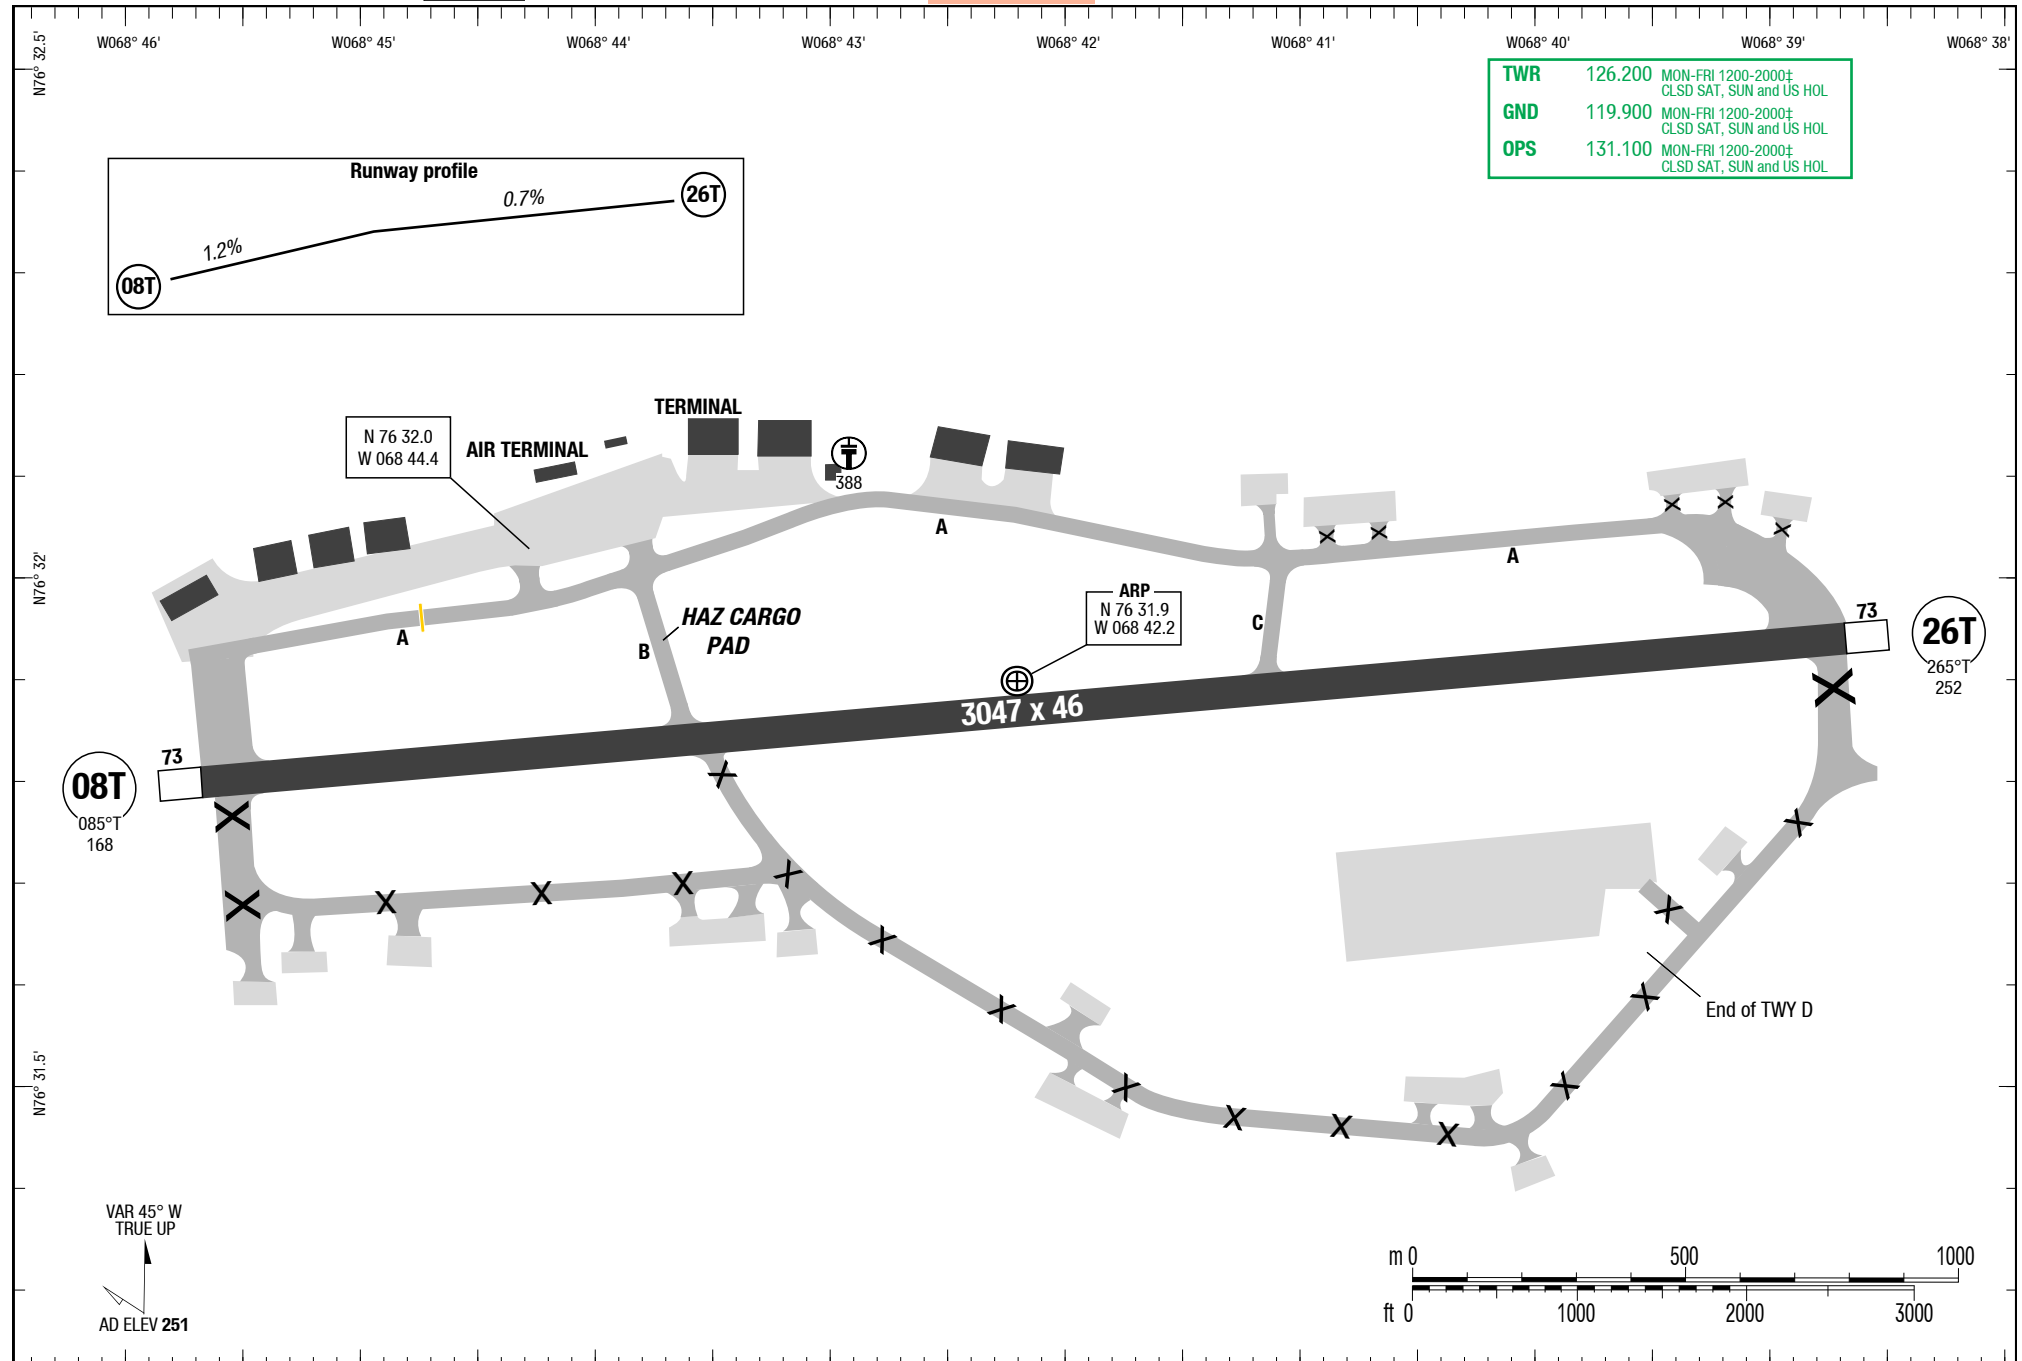 W068° 46'
W068° 45'
W068° 44'
W068° 43'
W068° 42'
W068° 41'
W068° 40'
W068° 39'
W068° 38'
N76° 32.5'
TWR 126.200 MON-FRI 1200-2000‡
CLSD SAT, SUN and US HOL
GND 119.900 MON-FRI 1200-2000‡
CLSD SAT, SUN and US HOL
OPS 131.100 MON-FRI 1200-2000‡
CLSD SAT, SUN and US HOL
Runway profile
0.7%
26T
1.2%
08T
TERMINAL
N 76 32.0
W 068 44.4
AIR TERMINAL
388
A
A
N76° 32'
ARP
N 76 31.9
W 068 42.2
HAZ CARGO
PAD
A
B
C
73
26T
265°T
252
3047 x 46
73
08T
085°T
168
End of TWY D
N76° 31.5'
VAR 45° W
TRUE UP
AD ELEV 251
m 0 500 1000
ft 0 1000 2000 3000